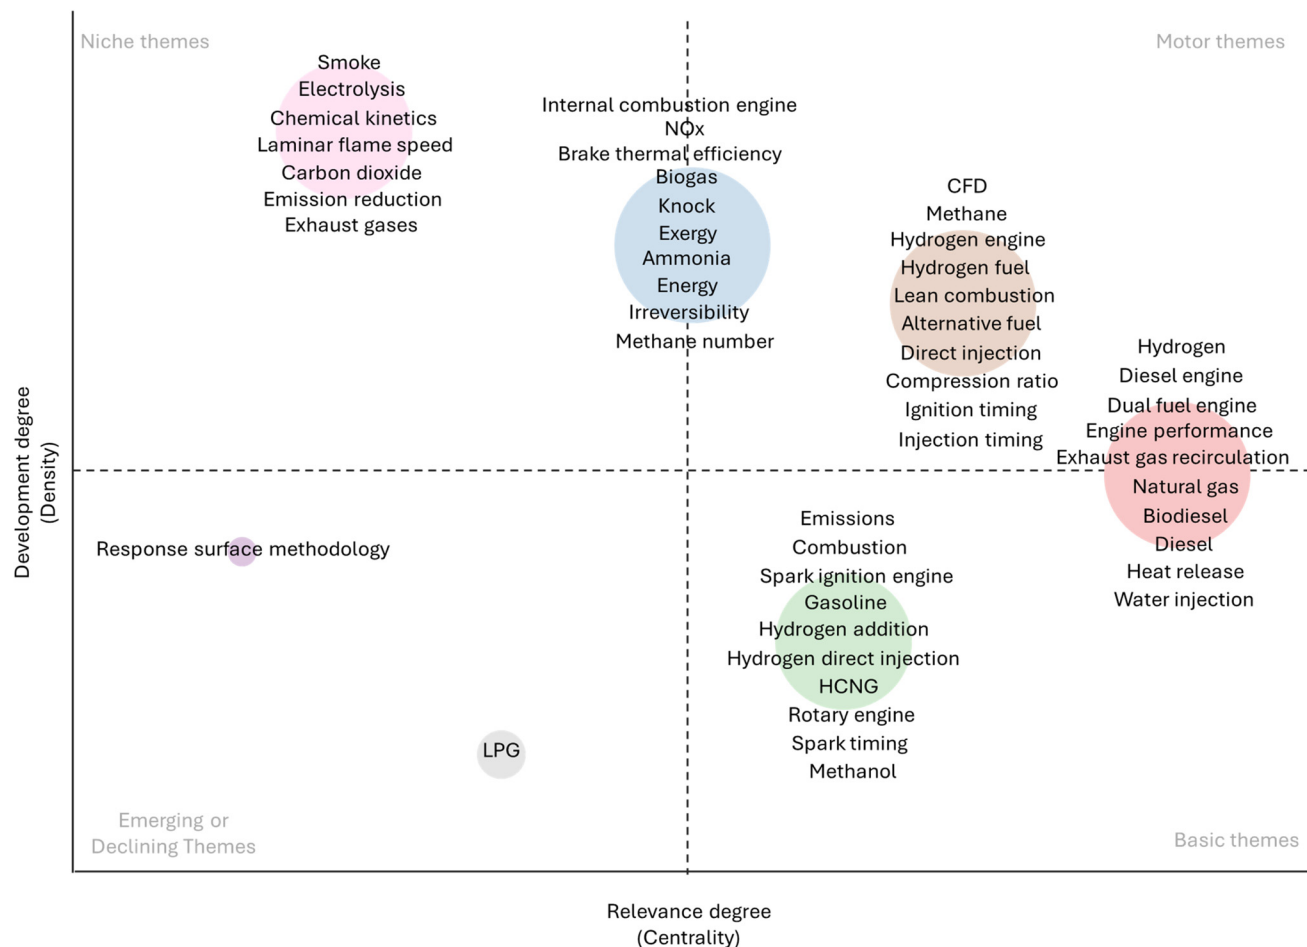 Niche themes
Motor themes
Smoke
Electrolysis
Chemical kinetics
Laminar flame speed
Carbon dioxide
Emission reduction
Exhaust gases
Internal combustion engine
NOx
Brake thermal efficiency
Biogas
Knock
Exergy
Ammonia
Energy
Irreversibility
Methane number
CFD
Methane
Hydrogen engine
Hydrogen fuel
Lean combustion
Alternative fuel
Direct injection
Compression ratio
Ignition timing
Injection timing
Hydrogen
Diesel engine
Dual fuel engine
Engine performance
Exhaust gas recirculation
Natural gas
Biodiesel
Diesel
Heat release
Water injection
Development degree
(Density)
Response surface methodology
Emissions
Combustion
Spark ignition engine
Gasoline
Hydrogen addition
Hydrogen direct injection
HCNG
Rotary engine
Spark timing
Methanol
LPG
Emerging or
Declining Themes
Basic themes
Relevance degree
(Centrality)